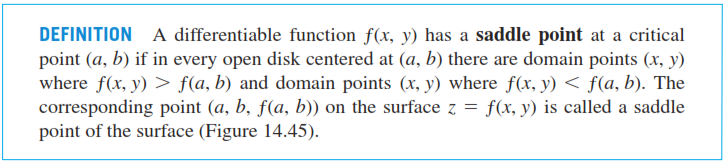 DEFINITION A differentiable function f(x, y) has a saddle point at a critical
point (a, b) if in every open disk centered at (a, b) there are domain points (x, y)
where f(x, y) > f(a, b) and domain points (x, y) where f(x, y) < f(a, b). The
corresponding point (a, b, f(a, b)) on the surface z = f(x, y) is called a saddle
point of the surface (Figure 14.45).